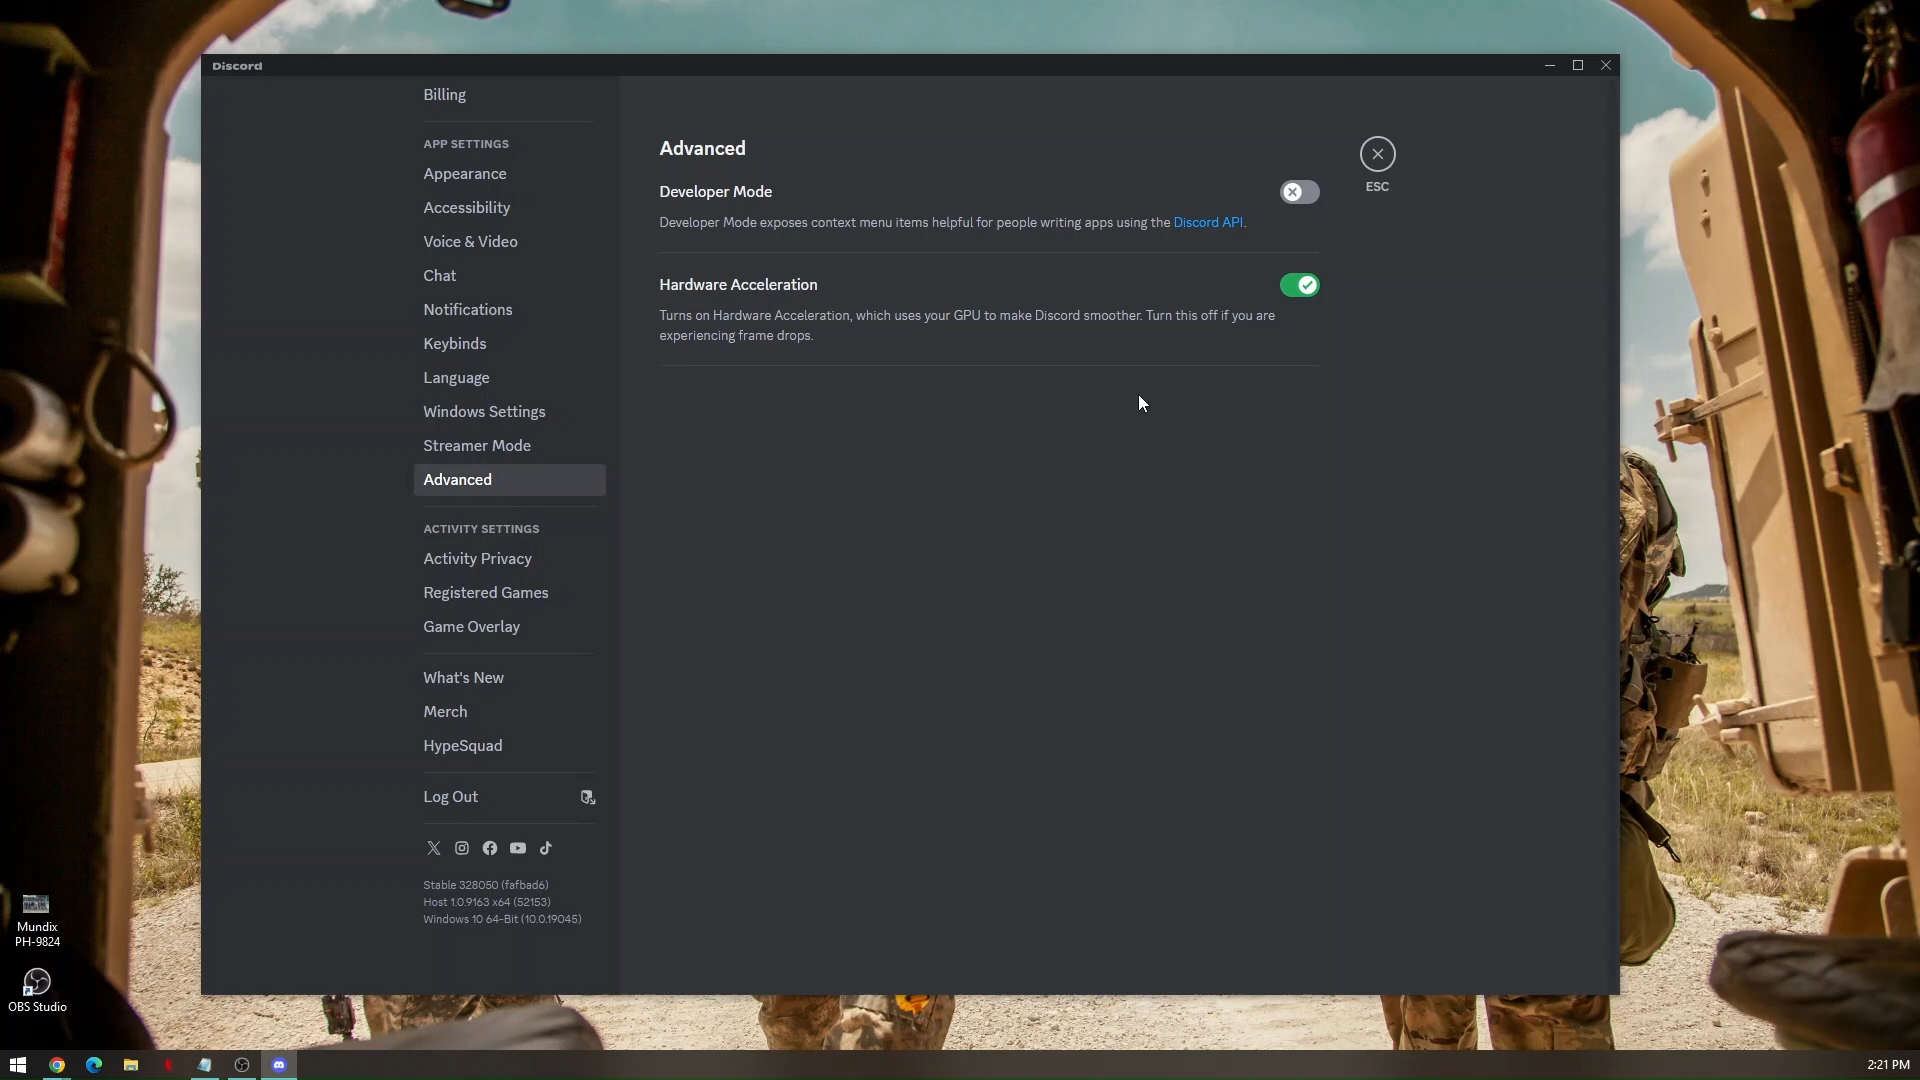 Discord
Billing
APP SETTINGS
Appearance
Accessibility
Voice & Video
Chat
Notifications
Keybinds
Language
Windows Settings
Streamer Mode
Advanced
ACTIVITY SETTINGS
Activity Privacy
Registered Games
Game Overlay
What's New
Merch
HypeSquad
Log Out
Stable 328050 (fafbad6)
Host 1.0.9163 x64 (52153)
Windows 10 64-Bit (10.0.19045)
Advanced
Developer Mode
Developer Mode exposes context menu items helpful for people writing apps using the Discord API.
Hardware Acceleration
Turns on Hardware Acceleration, which uses your GPU to make Discord smoother. Turn this off if you are
experiencing frame drops.
ESC
Mundix
PH-9824
OBS Studio
2:21 PM